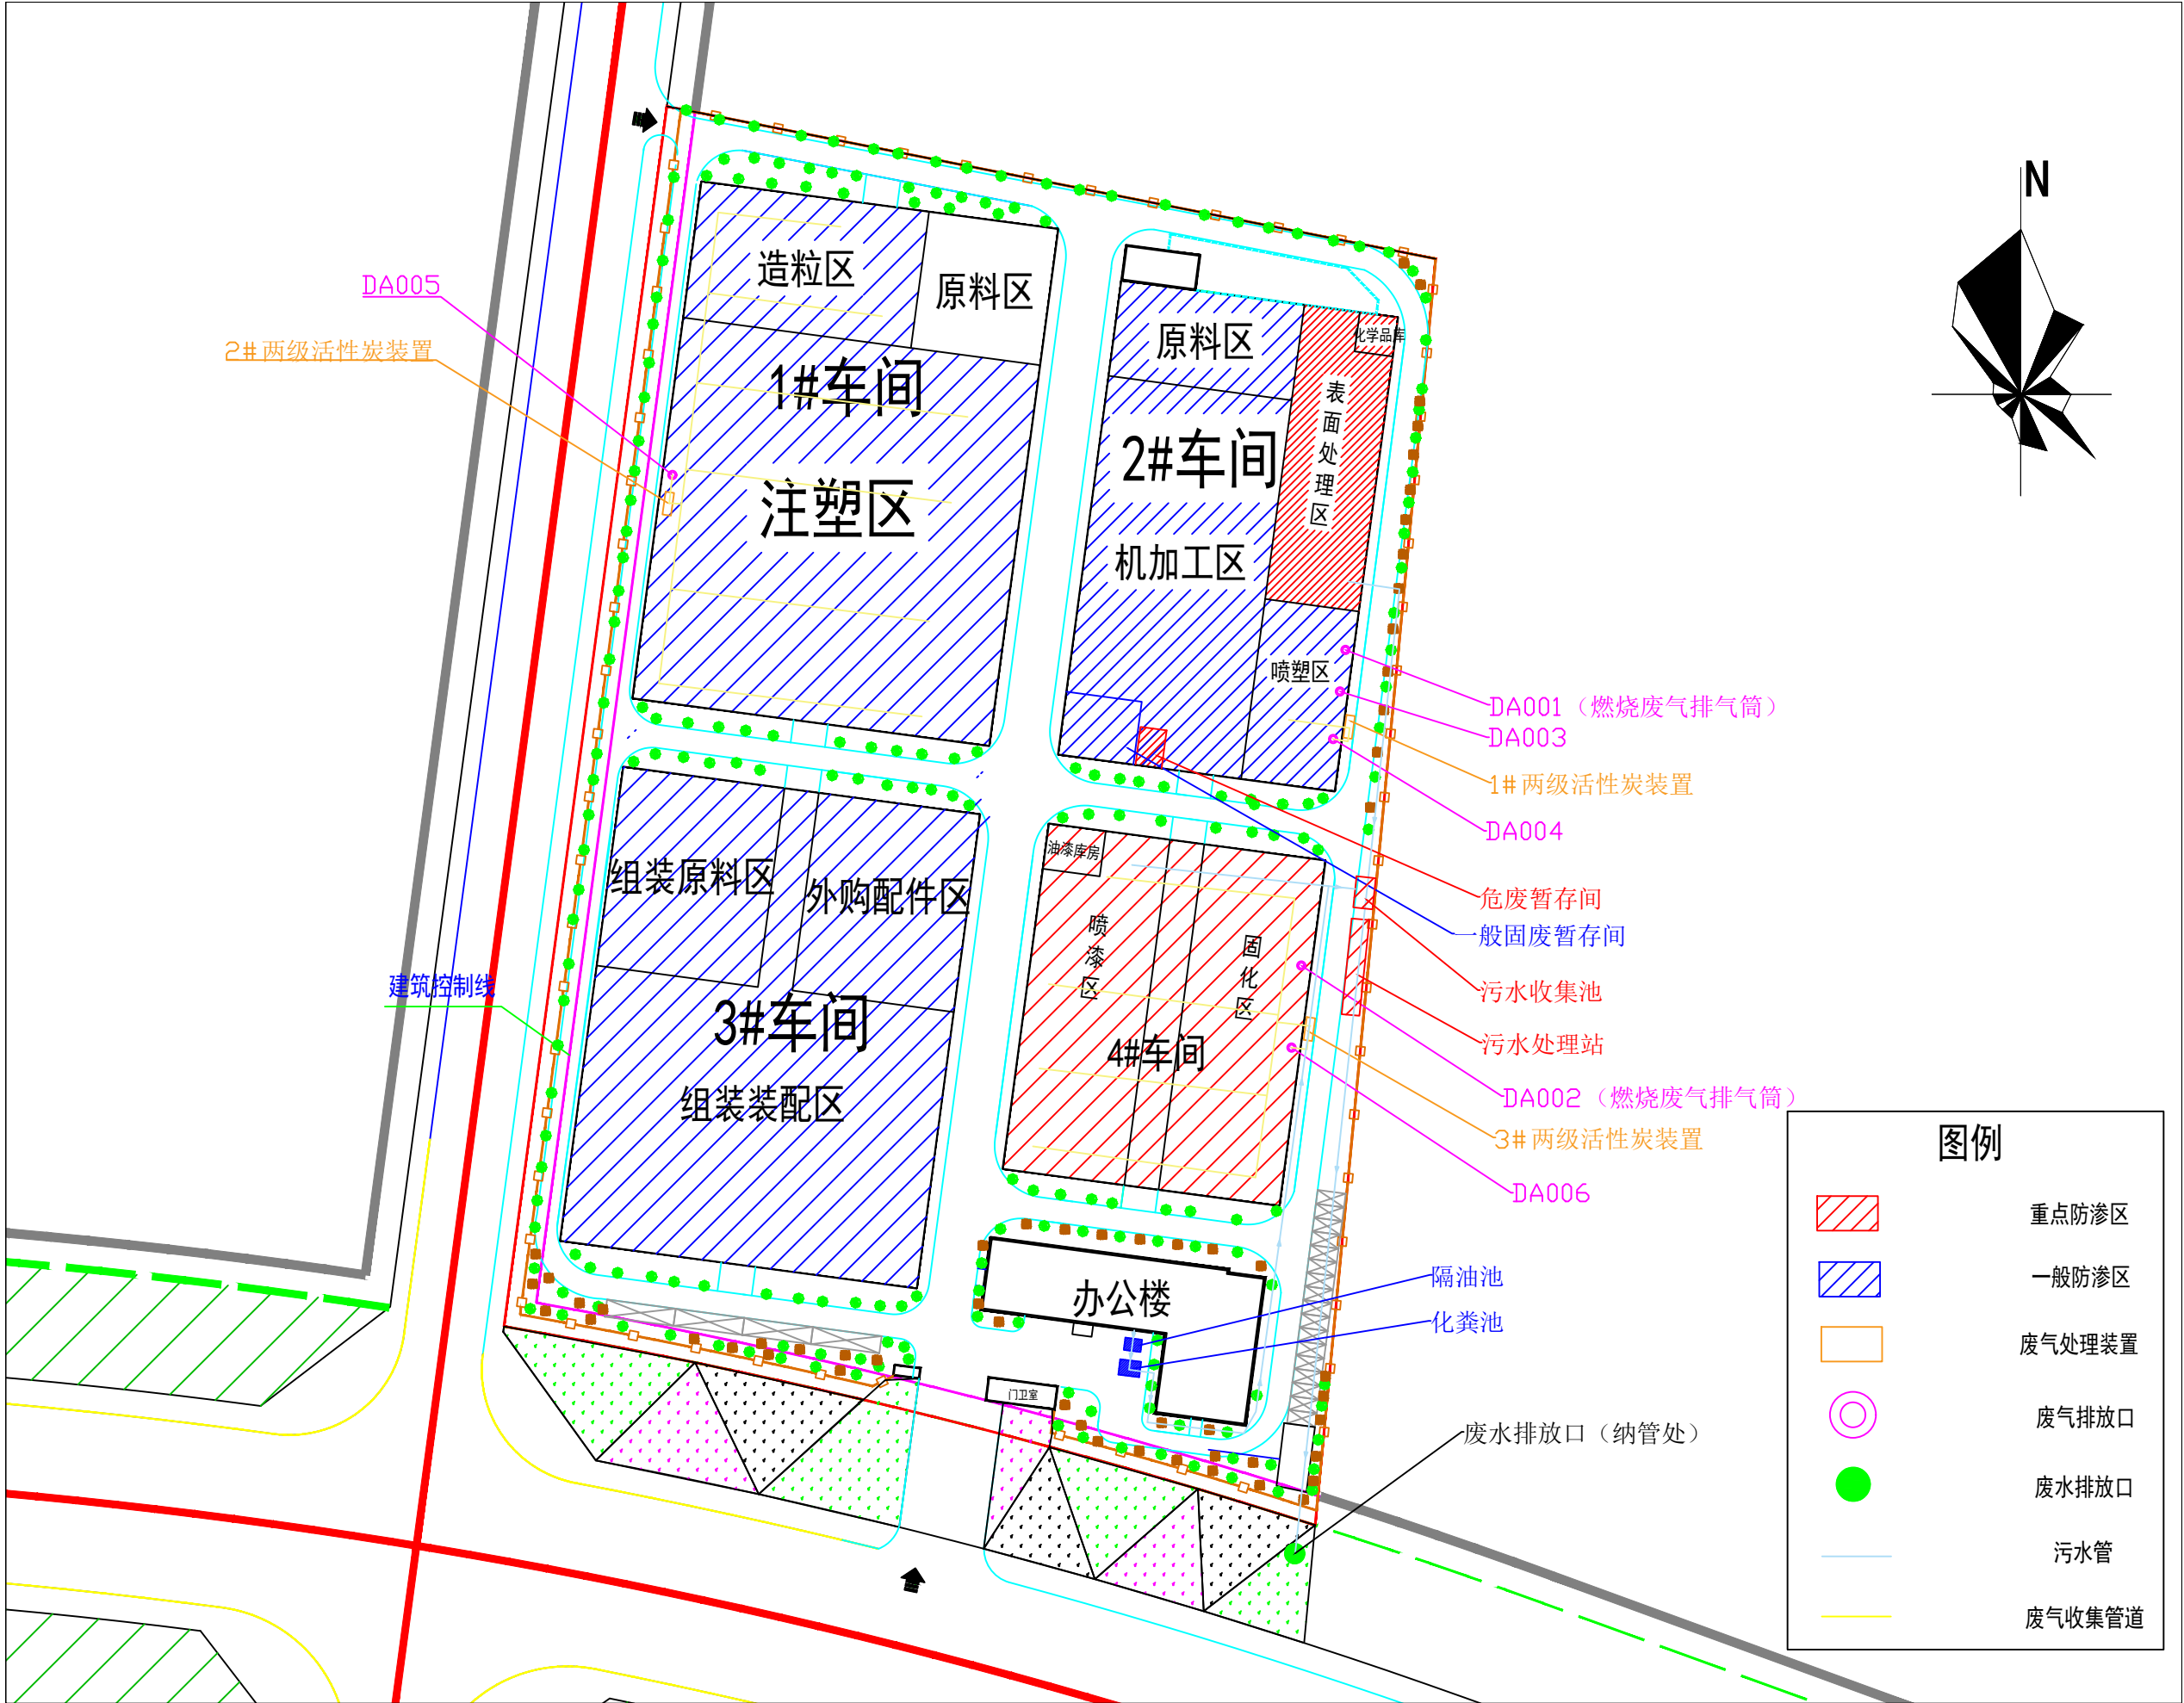 N
DA005
2#两级活性炭装置
造粒区
原料区
1#车间
注塑区
原料区
化学品库
表面处理区
2#车间
机加工区
喷塑区
DA001（燃烧废气排气筒）
DA003
1#两级活性炭装置
DA004
危废暂存间
一般固废暂存间
污水收集池
污水处理站
DA002（燃烧废气排气筒）
3#两级活性炭装置
DA006
组装原料区
外购配件区
3#车间
组装装配区
建筑控制线
油漆库房
喷漆区
固化区
4#车间
办公楼
隔油池
化粪池
门卫室
废水排放口（纳管处）
图例
重点防渗区
一般防渗区
废气处理装置
废气排放口
废水排放口
污水管
废气收集管道